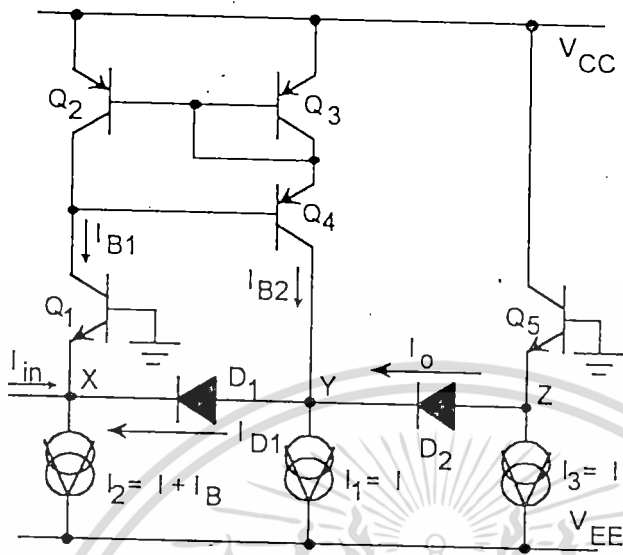 V_CC
Q_2
Q_3
Q_4
I_B1
I_B2
Q_1
Q_5
I_in
X
D_1
Y
I_o
Z
I_D1
D_2
I_2 = I + I_B
I_1 = I
I_3 = I
V_EE